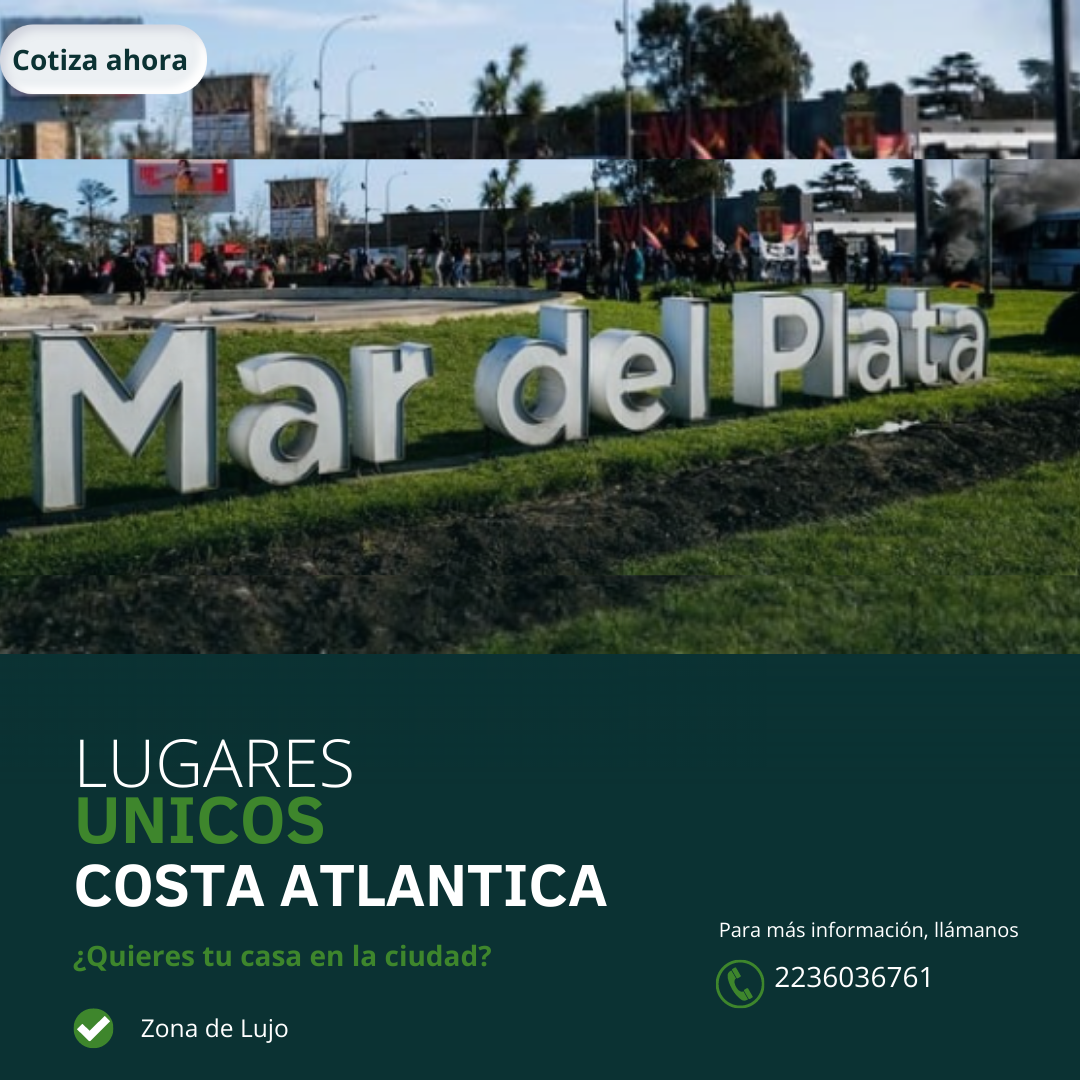 Cotiza ahora
Mar del Plata
LUGARES
UNICOS
COSTA ATLANTICA
¿Quieres tu casa en la ciudad?
Zona de Lujo
Para más información, llámanos
2236036761